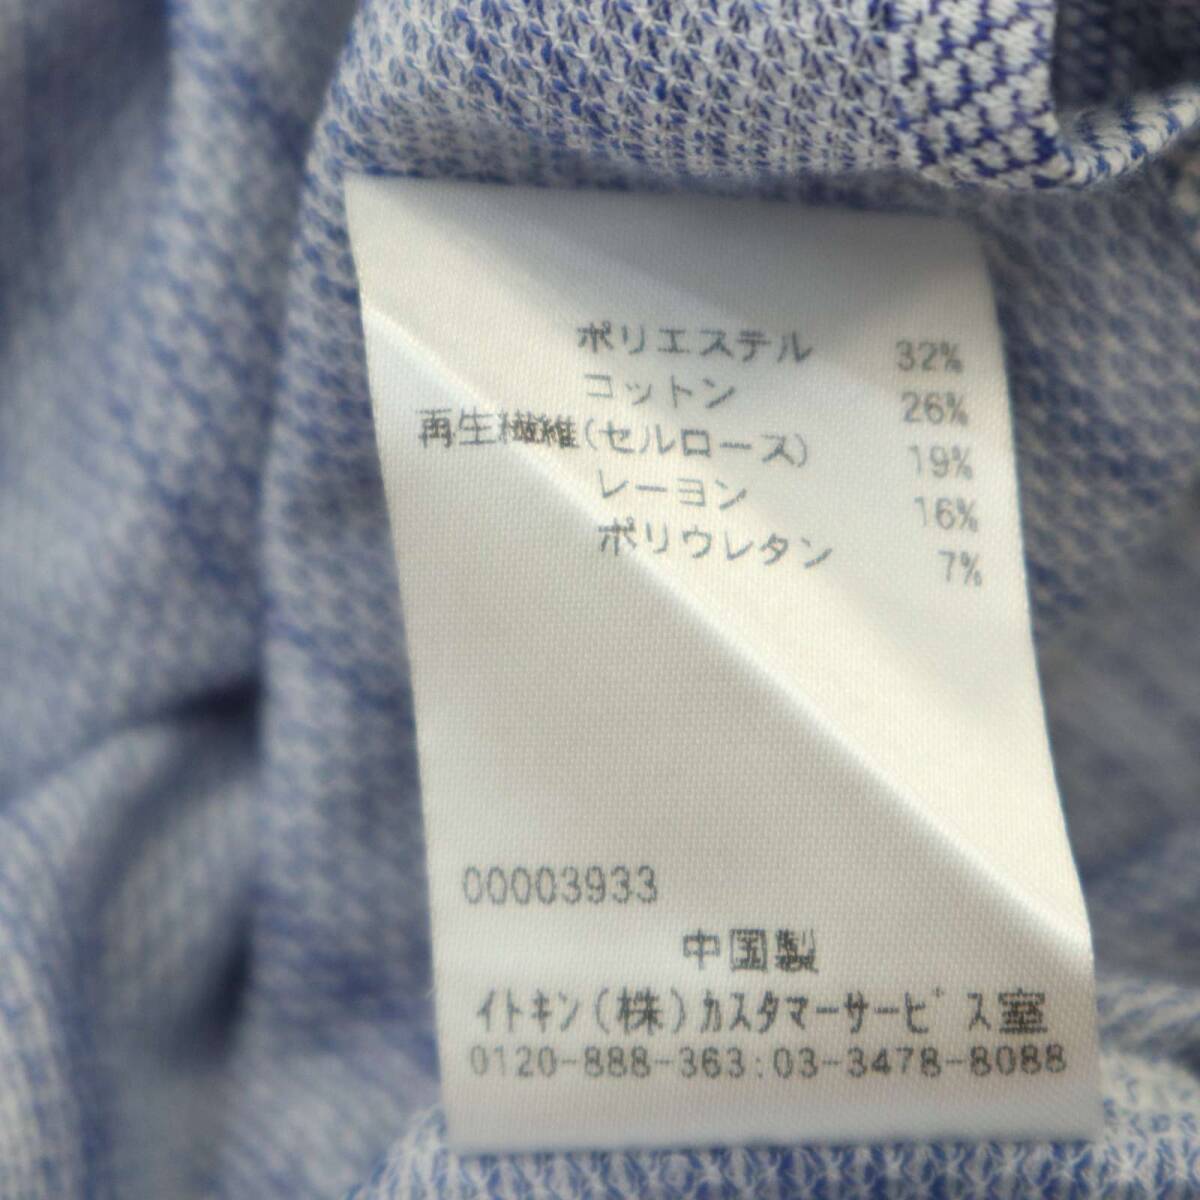 ポリエステル 32%
コットン 26%
再生繊維(セルロース) 19%
レーヨン 16%
ポリウレタン 7%
00003933
中国製
イトキン(株)カスタマーサービス室
0120-888-363:03-3478-8088